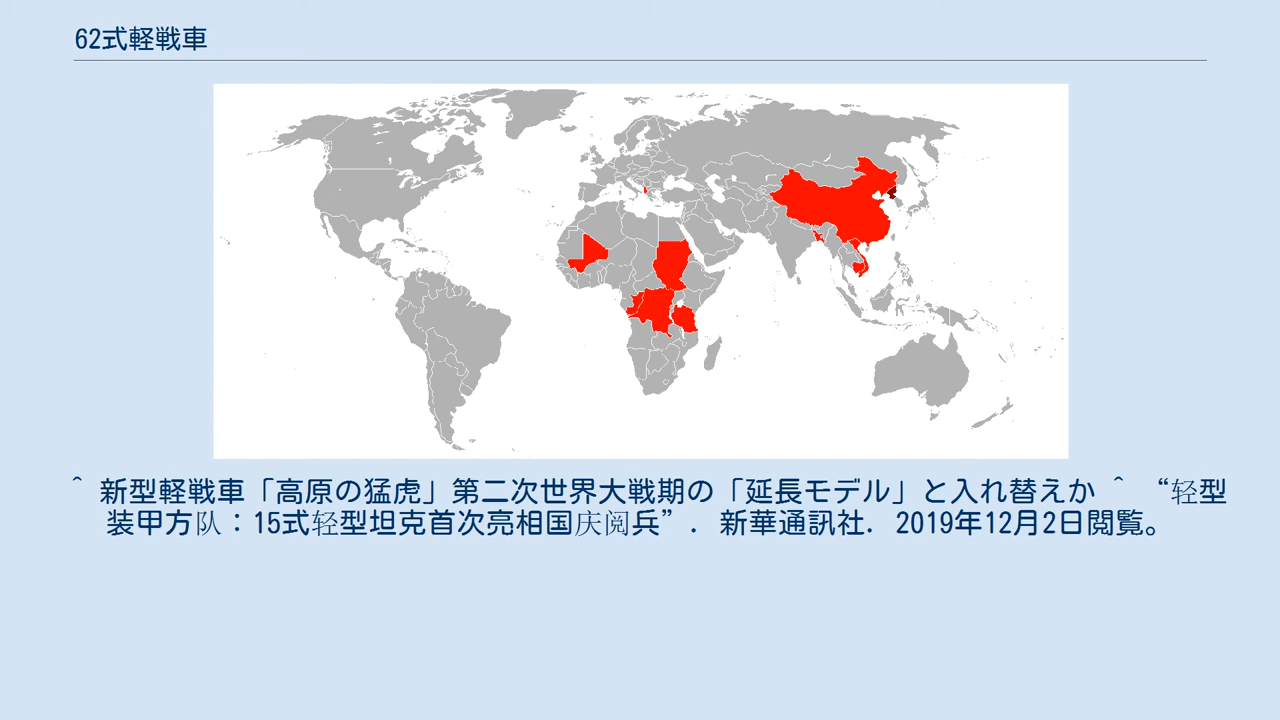 62式軽戦車
^ 新型軽戦車「高原の猛虎」第二次世界大戦期の「延長モデル」と入れ替えか ^ “轻型
装甲方队：15式轻型坦克首次亮相国庆阅兵”. 新華通訊社. 2019年12月2日閲覧。